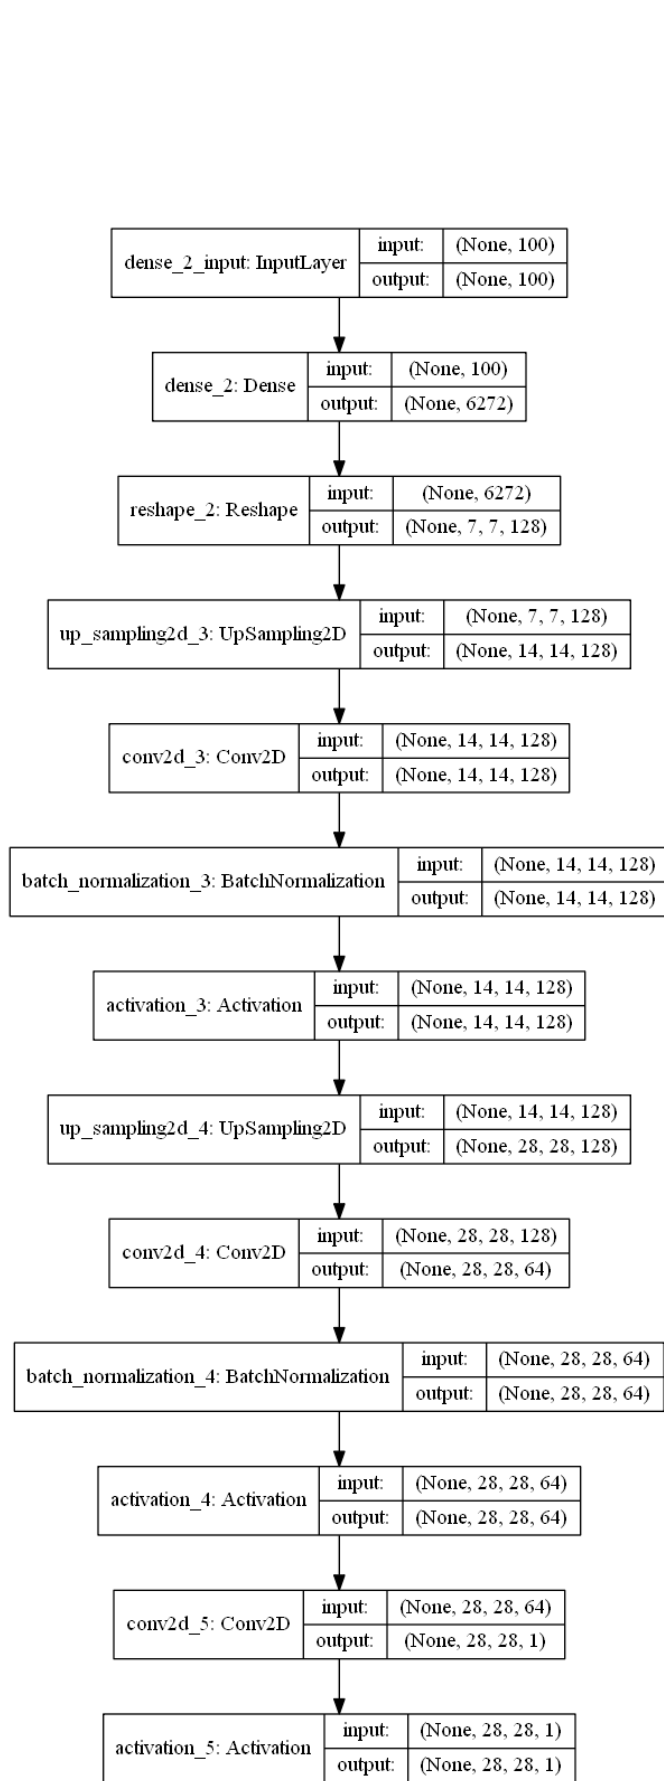 dense_2_input: InputLayer
input: (None, 100)
output: (None, 100)
dense_2: Dense
input: (None, 100)
output: (None, 6272)
reshape_2: Reshape
input: (None, 6272)
output: (None, 7, 7, 128)
up_sampling2d_3: UpSampling2D
input: (None, 7, 7, 128)
output: (None, 14, 14, 128)
conv2d_3: Conv2D
input: (None, 14, 14, 128)
output: (None, 14, 14, 128)
batch_normalization_3: BatchNormalization
input: (None, 14, 14, 128)
output: (None, 14, 14, 128)
activation_3: Activation
input: (None, 14, 14, 128)
output: (None, 14, 14, 128)
up_sampling2d_4: UpSampling2D
input: (None, 14, 14, 128)
output: (None, 28, 28, 128)
conv2d_4: Conv2D
input: (None, 28, 28, 128)
output: (None, 28, 28, 64)
batch_normalization_4: BatchNormalization
input: (None, 28, 28, 64)
output: (None, 28, 28, 64)
activation_4: Activation
input: (None, 28, 28, 64)
output: (None, 28, 28, 64)
conv2d_5: Conv2D
input: (None, 28, 28, 64)
output: (None, 28, 28, 1)
activation_5: Activation
input: (None, 28, 28, 1)
output: (None, 28, 28, 1)